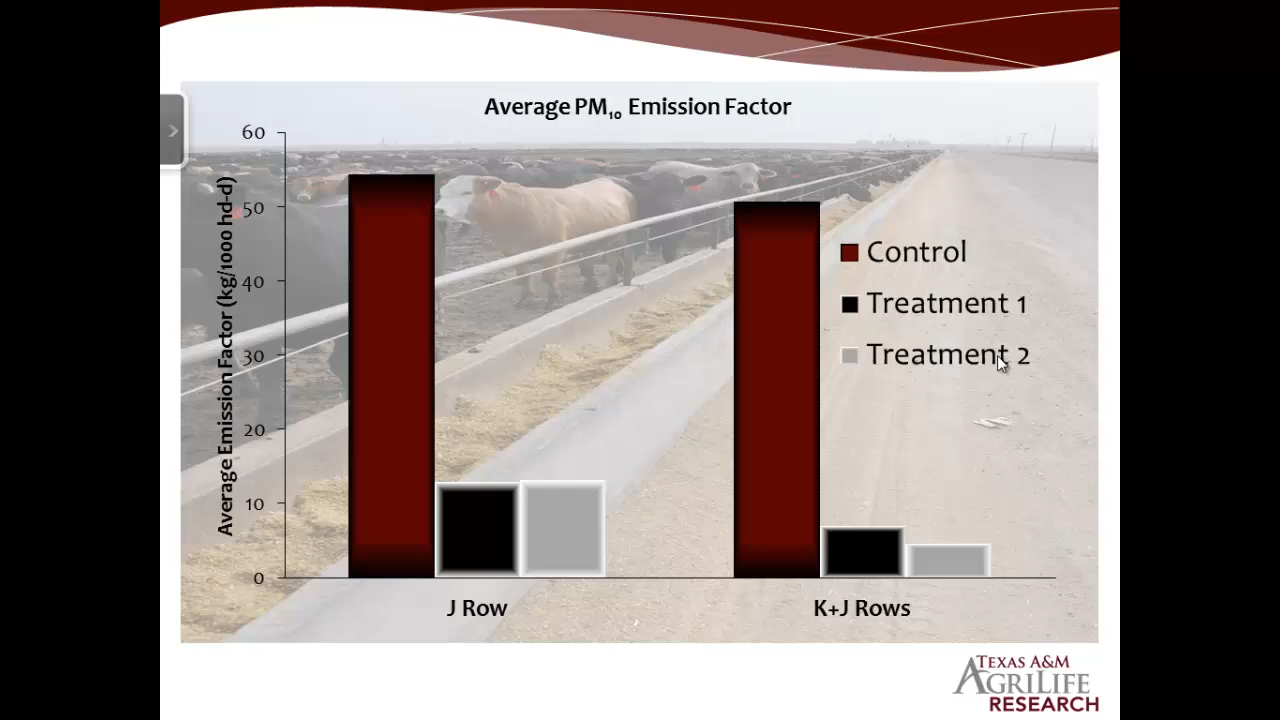 Average PM₁₀ Emission Factor
Average Emission Factor (kg/1000 hd-d)
60
50
40
30
20
10
0
Control
Treatment 1
Treatment 2
J Row
K+J Rows
TEXAS A&M
AGRILIFE
RESEARCH